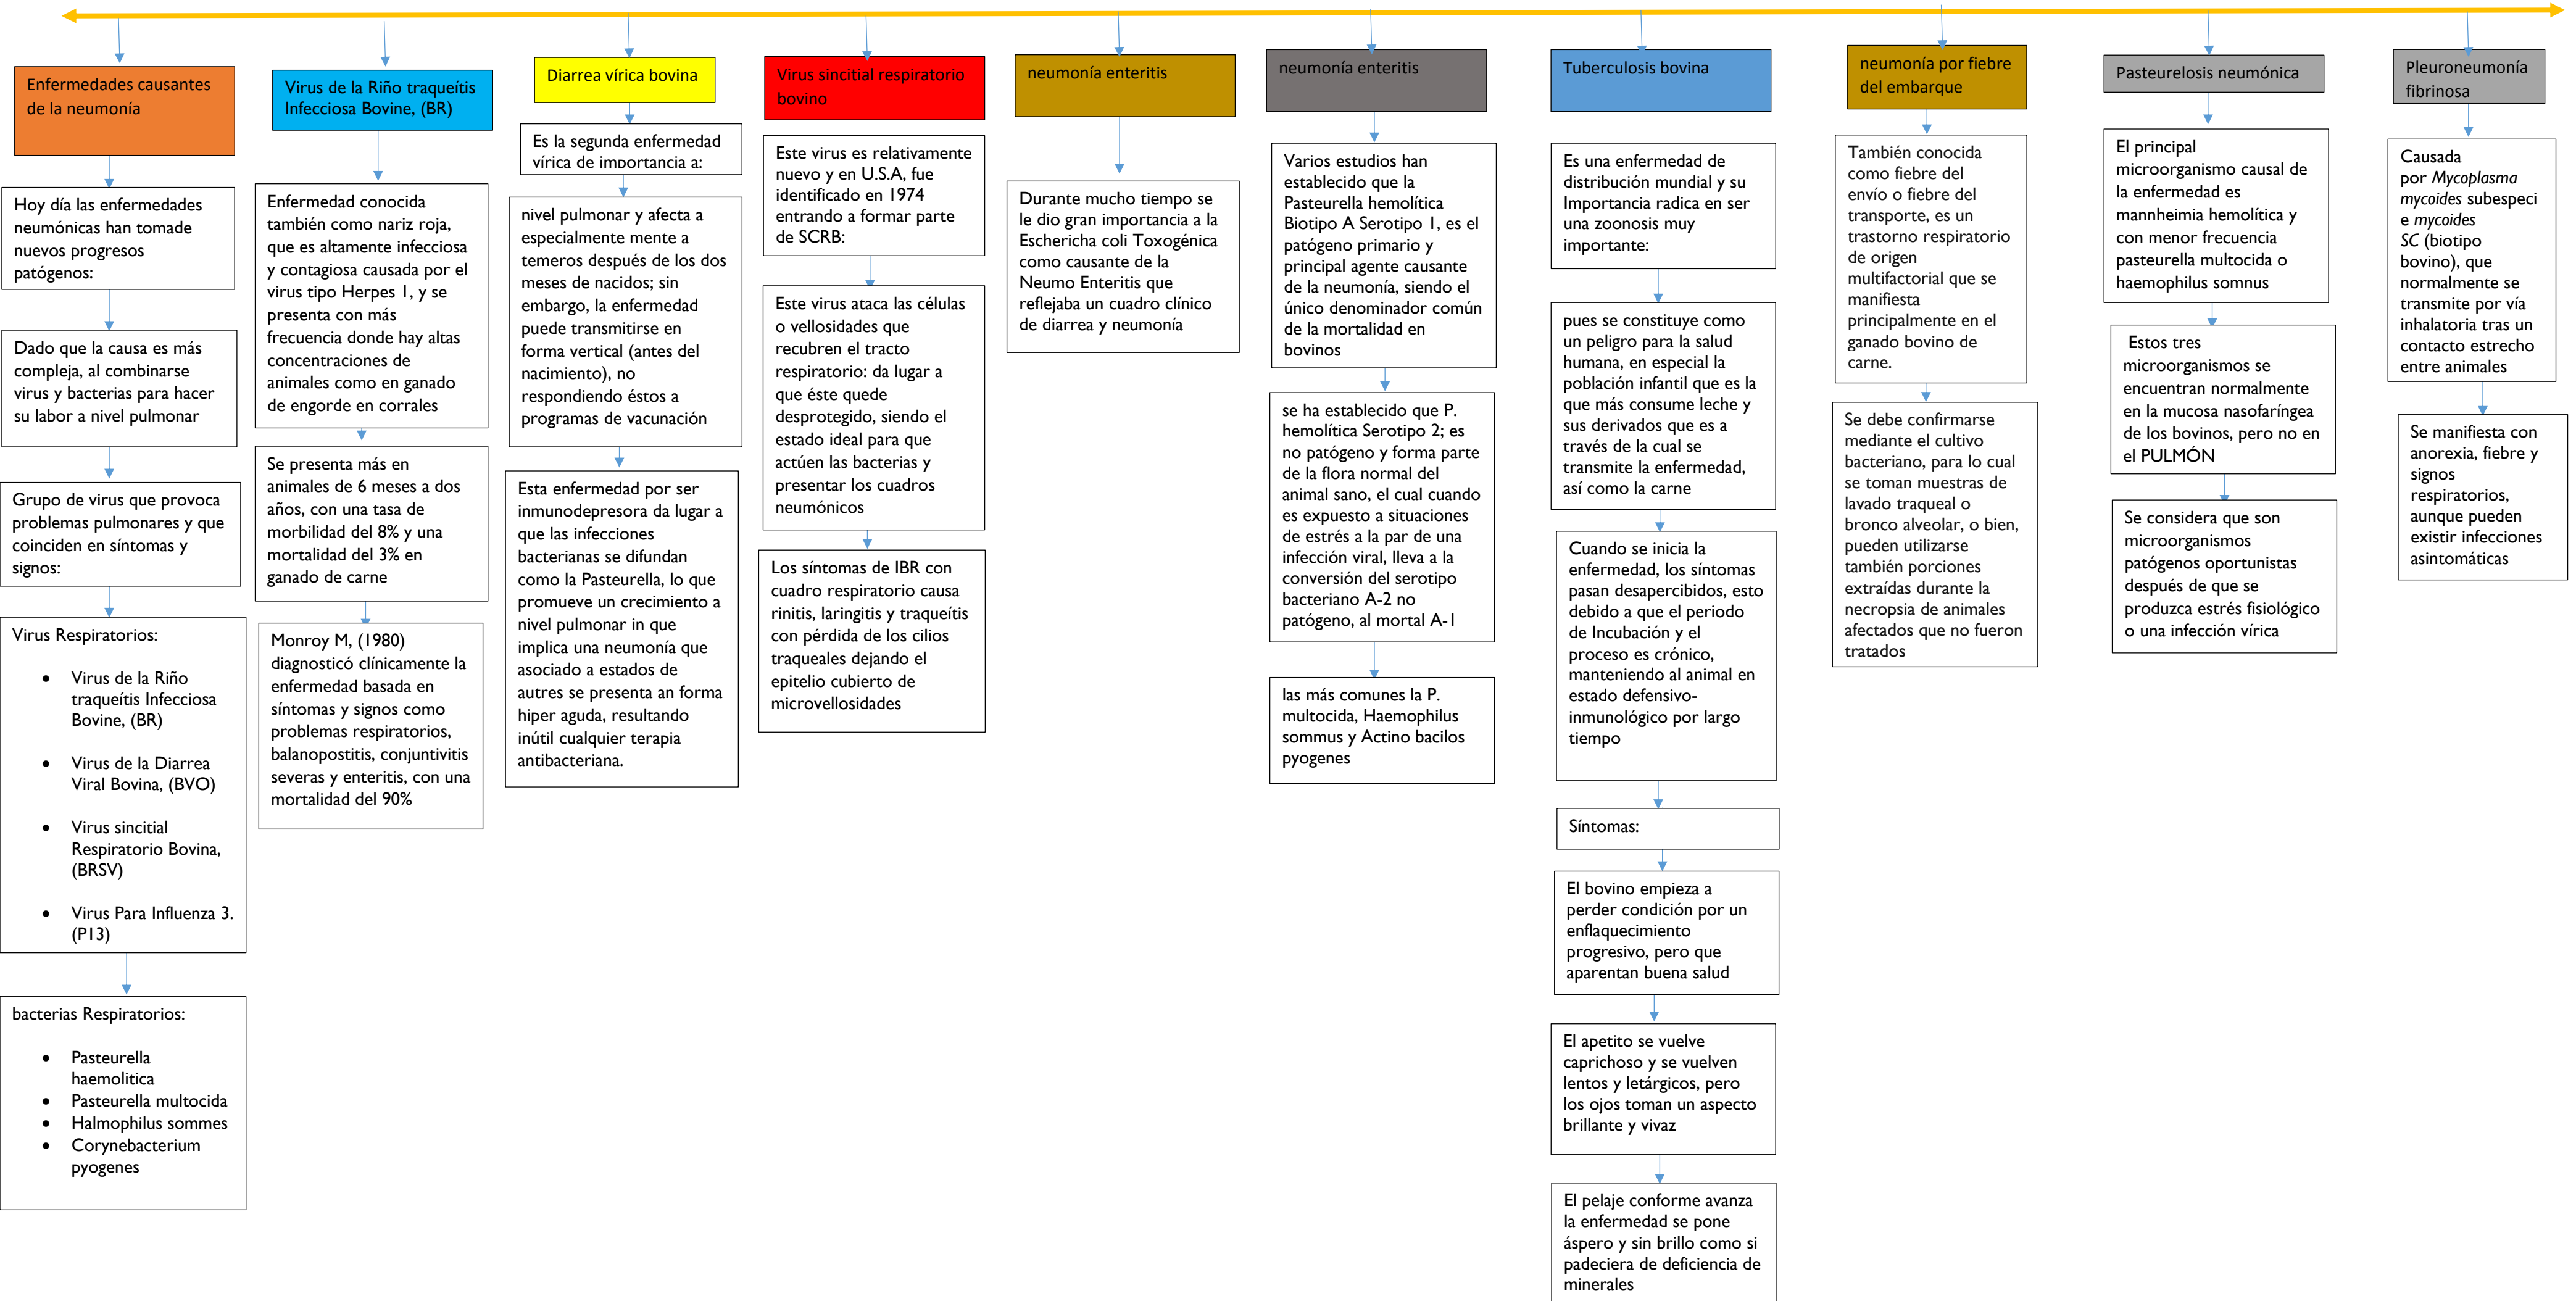 Enfermedades causantes
de la neumonía
Hoy día las enfermedades
neumónicas han tomade
nuevos progresos
patógenos:
Dado que la causa es más
compleja, al combinarse
virus y bacterias para hacer
su labor a nivel pulmonar
Grupo de virus que provoca
problemas pulmonares y que
coinciden en síntomas y
signos:
Virus Respiratorios:
• Virus de la Riño
traqueítis Infecciosa
Bovine, (BR)
• Virus de la Diarrea
Viral Bovina, (BVO)
• Virus sincitial
Respiratorio Bovina,
(BRSV)
• Virus Para Influenza 3.
(P13)
bacterias Respiratorios:
• Pasteurella
haemolitica
• Pasteurella multocida
• Halmophilus sommes
• Corynebacterium
pyogenes
Virus de la Riño traqueítis
Infecciosa Bovine, (BR)
Enfermedad conocida
también como nariz roja,
que es altamente infecciosa
y contagiosa causada por el
virus tipo Herpes 1, y se
presenta con más
frecuencia donde hay altas
concentraciones de
animales como en ganado
de engorde en corrales
Se presenta más en
animales de 6 meses a dos
años, con una tasa de
morbilidad del 8% y una
mortalidad del 3% en
ganado de carne
Monroy M, (1980)
diagnosticó clínicamente la
enfermedad basada en
síntomas y signos como
problemas respiratorios,
balanopostitis, conjuntivitis
severas y enteritis, con una
mortalidad del 90%
Diarrea vírica bovina
Es la segunda enfermedad
vírica de importancia a:
nivel pulmonar y afecta a
especialmente mente a
temeros después de los dos
meses de nacidos; sin
embargo, la enfermedad
puede transmitirse en
forma vertical (antes del
nacimiento), no
respondiendo éstos a
programas de vacunación
Esta enfermedad por ser
inmunodepresora da lugar a
que las infecciones
bacterianas se difundan
como la Pasteurella, lo que
promueve un crecimiento a
nivel pulmonar in que
implica una neumonía que
asociado a estados de
autres se presenta an forma
hiper aguda, resultando
inútil cualquier terapia
antibacteriana.
Virus sincitial respiratorio
bovino
Este virus es relativamente
nuevo y en U.S.A, fue
identificado en 1974
entrando a formar parte
de SCRB:
Este virus ataca las células
o vellosidades que
recubren el tracto
respiratorio: da lugar a
que éste quede
desprotegido, siendo el
estado ideal para que
actúen las bacterias y
presentar los cuadros
neumónicos
Los síntomas de IBR con
cuadro respiratorio causa
rinitis, laringitis y traqueítis
con pérdida de los cilios
traqueales dejando el
epitelio cubierto de
microvellosidades
neumonía enteritis
Durante mucho tiempo se
le dio gran importancia a la
Eschericha coli Toxogénica
como causante de la
Neumo Enteritis que
reflejaba un cuadro clínico
de diarrea y neumonía
neumonía enteritis
Varios estudios han
establecido que la
Pasteurella hemolítica
Biotipo A Serotipo 1, es el
patógeno primario y
principal agente causante
de la neumonía, siendo el
único denominador común
de la mortalidad en
bovinos
se ha establecido que P.
hemolítica Serotipo 2; es
no patógeno y forma parte
de la flora normal del
animal sano, el cual cuando
es expuesto a situaciones
de estrés a la par de una
infección viral, lleva a la
conversión del serotipo
bacteriano A-2 no
patógeno, al mortal A-1
las más comunes la P.
multocida, Haemophilus
sommus y Actino bacilos
pyogenes
Tuberculosis bovina
Es una enfermedad de
distribución mundial y su
Importancia radica en ser
una zoonosis muy
importante:
pues se constituye como
un peligro para la salud
humana, en especial la
población infantil que es la
que más consume leche y
sus derivados que es a
través de la cual se
transmite la enfermedad,
así como la carne
Cuando se inicia la
enfermedad, los síntomas
pasan desapercibidos, esto
debido a que el periodo
de Incubación y el
proceso es crónico,
manteniendo al animal en
estado defensivo-
inmunológico por largo
tiempo
Síntomas:
El bovino empieza a
perder condición por un
enflaquecimiento
progresivo, pero que
aparentan buena salud
El apetito se vuelve
caprichoso y se vuelven
lentos y letárgicos, pero
los ojos toman un aspecto
brillante y vivaz
El pelaje conforme avanza
la enfermedad se pone
áspero y sin brillo como si
padeciera de deficiencia de
minerales
neumonía por fiebre
del embarque
También conocida
como fiebre del
envío o fiebre del
transporte, es un
trastorno respiratorio
de origen
multifactorial que se
manifiesta
principalmente en el
ganado bovino de
carne.
Se debe confirmarse
mediante el cultivo
bacteriano, para lo cual
se toman muestras de
lavado traqueal o
bronco alveolar, o bien,
pueden utilizarse
también porciones
extraídas durante la
necropsia de animales
afectados que no fueron
tratados
Pasteurelosis neumónica
El principal
microorganismo causal de
la enfermedad es
mannheimia hemolítica y
con menor frecuencia
pasteurella multocida o
haemophilus somnus
Estos tres
microorganismos se
encuentran normalmente
en la mucosa nasofaríngea
de los bovinos, pero no en
el PULMÓN
Se considera que son
microorganismos
patógenos oportunistas
después de que se
produzca estrés fisiológico
o una infección vírica
Pleuroneumonía
fibrinosa
Causada
por Mycoplasma
mycoides subespeci
e mycoides
SC (biotipo
bovino), que
normalmente se
transmite por vía
inhalatoria tras un
contacto estrecho
entre animales
Se manifiesta con
anorexia, fiebre y
signos
respiratorios,
aunque pueden
existir infecciones
asintomáticas